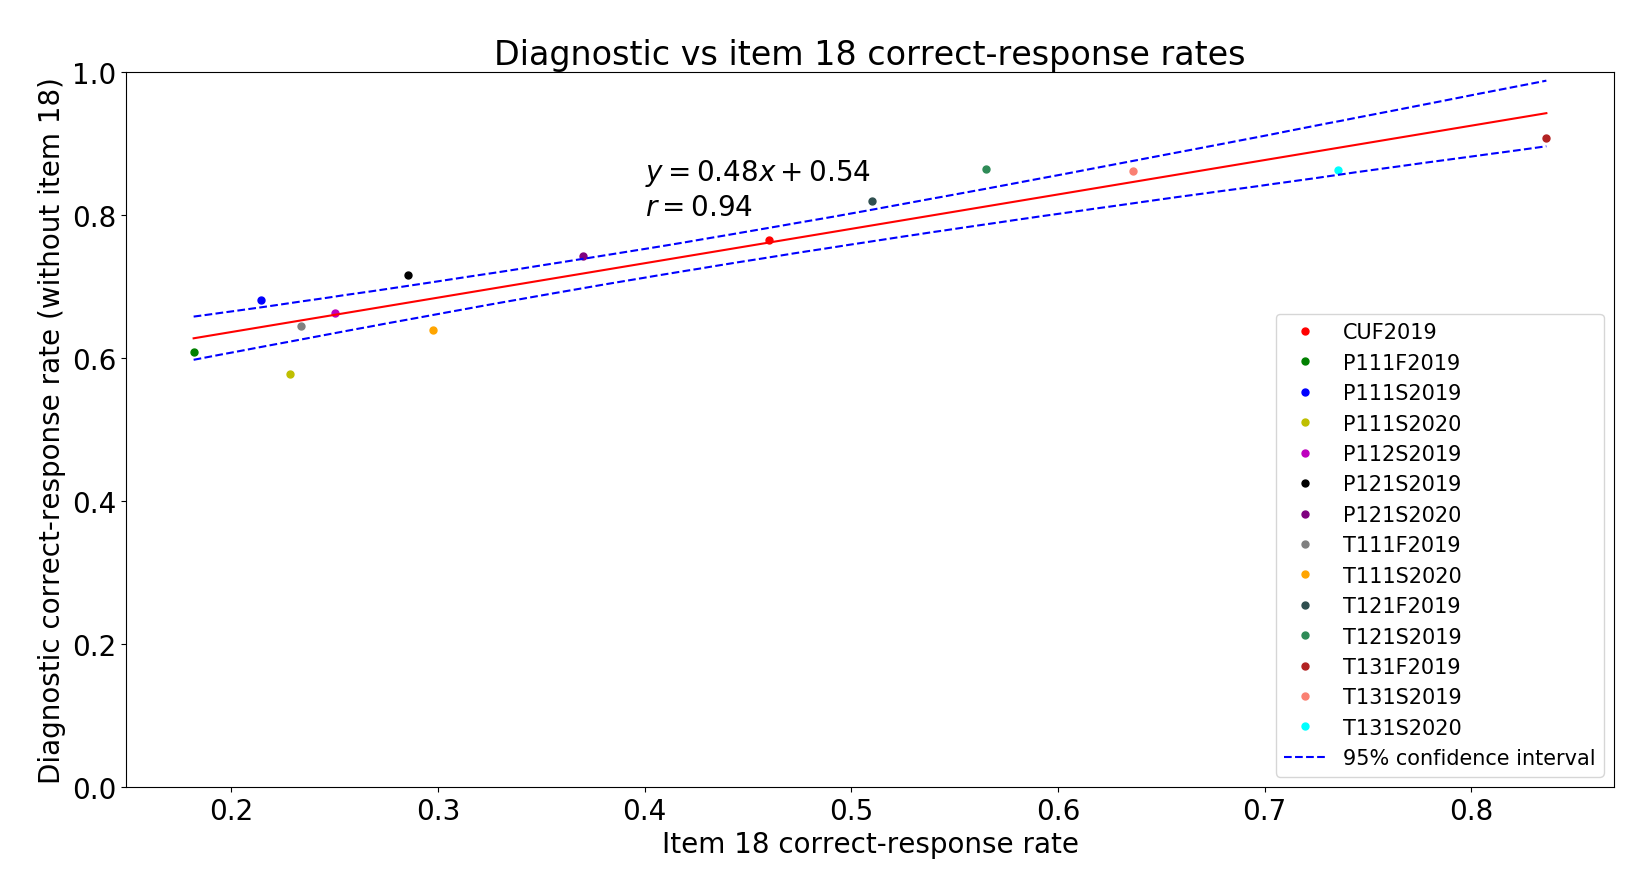 Diagnostic vs item 18 correct-response rates
Diagnostic correct-response rate (without item 18)
1.0
0.8
0.6
0.4
0.2
0.0
y = 0.48x + 0.54
r = 0.94
CUF2019
P111F2019
P111S2019
P111S2020
P112S2019
P121S2019
P121S2020
T111F2019
T111S2020
T121F2019
T121S2019
T131F2019
T131S2019
T131S2020
95% confidence interval
0.2 0.3 0.4 0.5 0.6 0.7 0.8
Item 18 correct-response rate